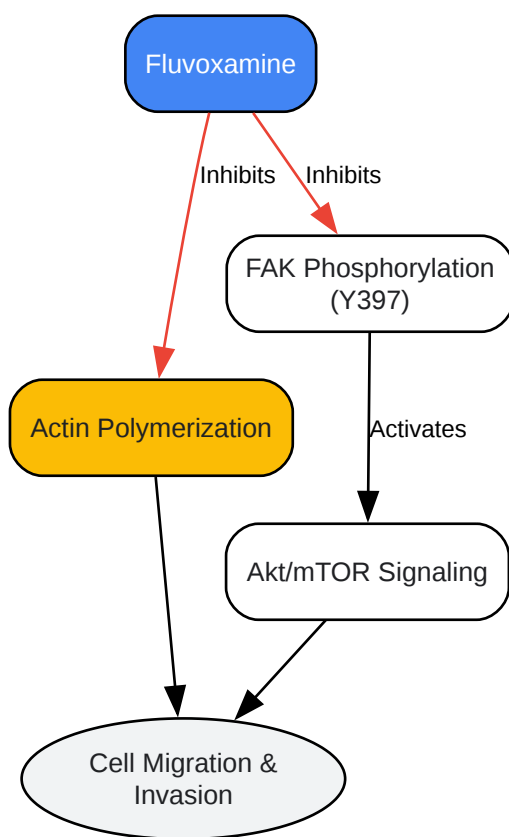 Fluvoxamine
Inhibits
Inhibits
FAK Phosphorylation
(Y397)
Actin Polymerization
Activates
Akt/mTOR Signaling
Cell Migration &
Invasion